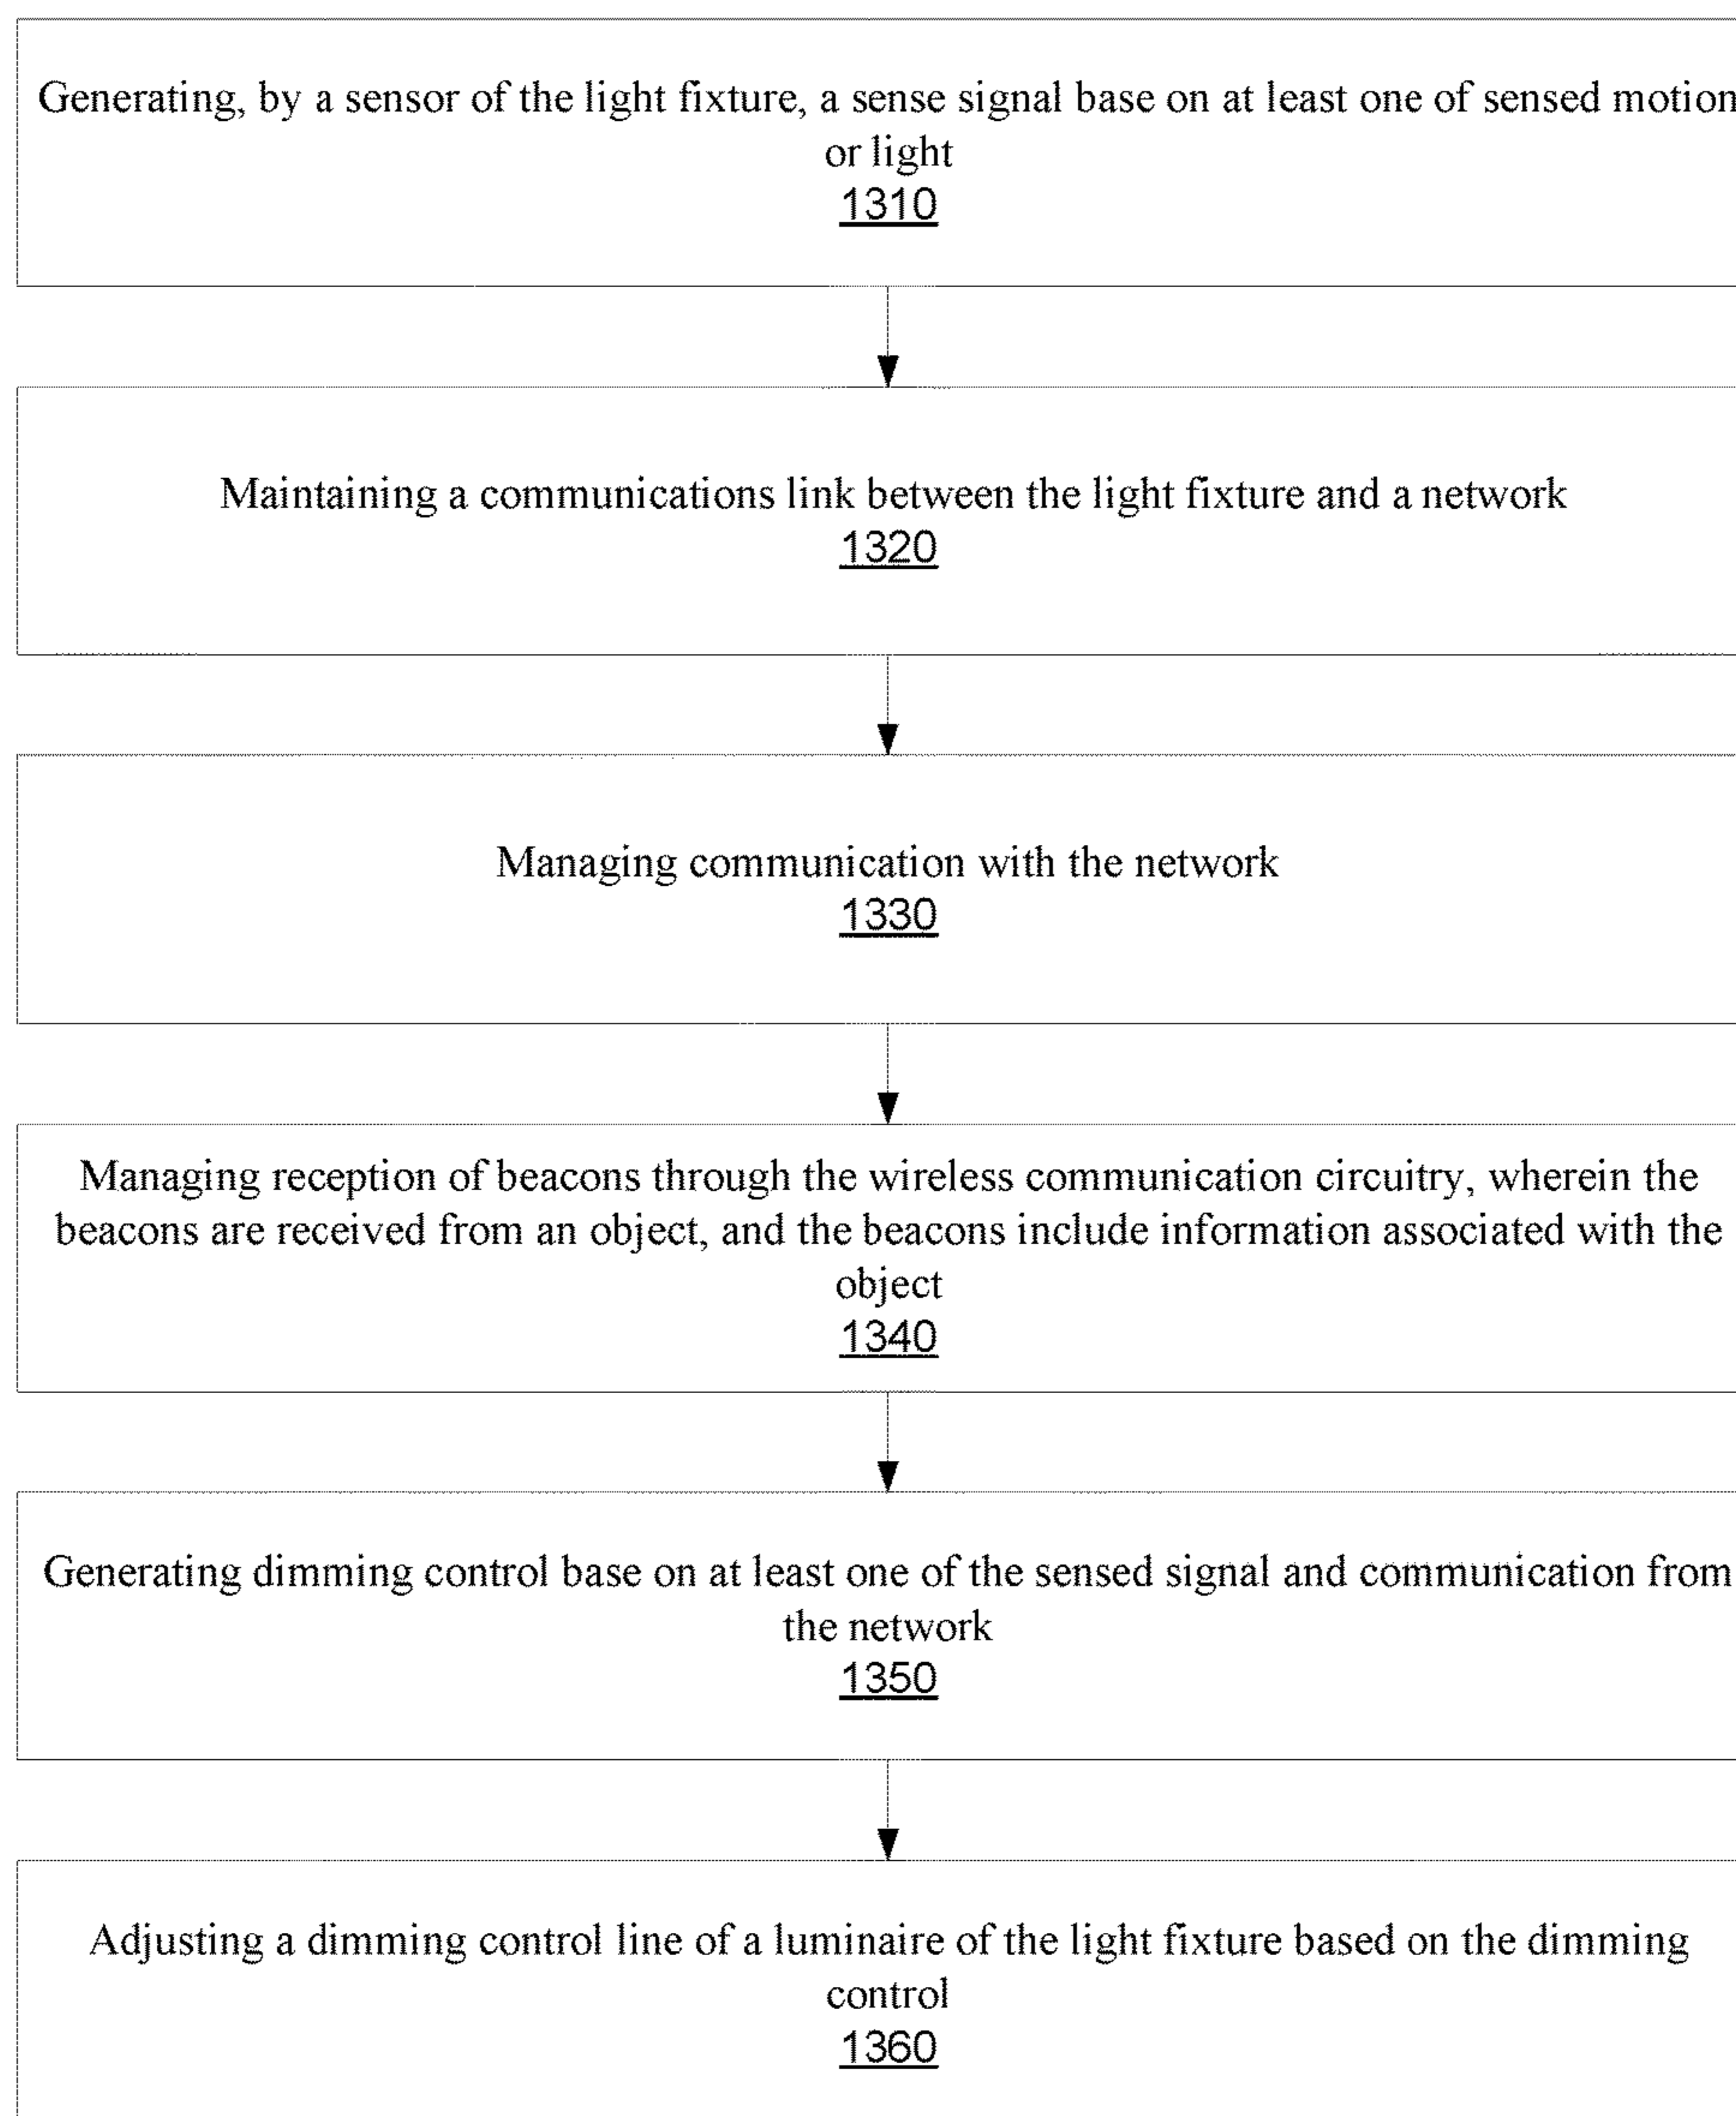 Generating, by a sensor of the light fixture, a sense signal base on at least one of sensed motion
or light
1310
Maintaining a communications link between the light fixture and a network
1320
Managing communication with the network
1330
Managing reception of beacons through the wireless communication circuitry, wherein the
beacons are received from an object, and the beacons include information associated with the
object
1340
Generating dimming control base on at least one of the sensed signal and communication from
the network
1350
Adjusting a dimming control line of a luminaire of the light fixture based on the dimming
control
1360